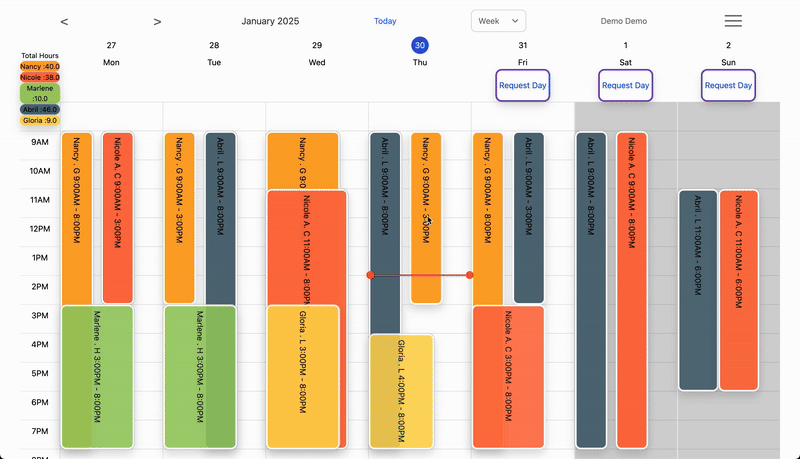 < > January 2025 Today Week Demo Demo
27 28 29 30 31 1 2
Mon Tue Wed Thu Fri Sat Sun
Request Day Request Day Request Day
Total Hours
Nancy :40.0
Nicole :38.0
Marlene
:10.0
Abril :46.0
Gloria :9.0
9AM
10AM
11AM
12PM
1PM
2PM
3PM
4PM
5PM
6PM
7PM
Nancy . G 9:00AM - 8:00PM
Nicole A. C 9:00AM - 3:00PM
Marlene . H 3:00PM - 8:00PM
Nancy . G 9:00AM - 3:00PM
Abril . L 9:00AM - 8:00PM
Marlene . H 3:00PM - 8:00PM
Nancy . G 9:0
Nicole A. C 11:00AM - 8:00PM
Gloria . L 3:00PM - 8:00PM
Abril . L 9:00AM - 8:00PM
Nancy . G 9:00AM - 3:00PM
Gloria . L 4:00PM - 8:00PM
Nancy . G 9:00AM - 8:00PM
Abril . L 9:00AM - 3:00PM
Nicole A. C 3:00PM - 8:00PM
Abril . L 9:00AM - 8:00PM
Nicole A. C 9:00AM - 8:00PM
Abril . L 11:00AM - 6:00PM
Nicole A. C 11:00AM - 6:00PM